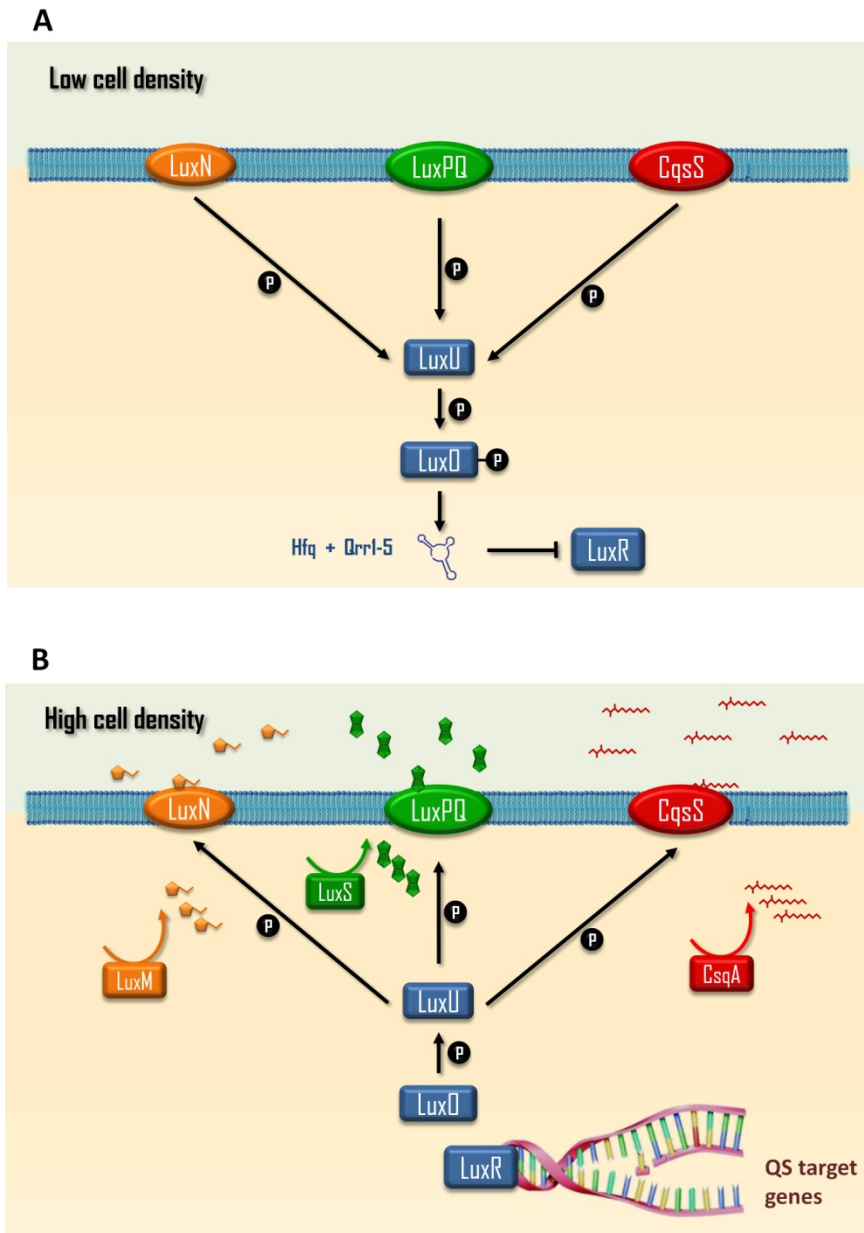 A
Low cell density
LuxN
LuxPQ
CqsS
P
P
P
LuxU
P
LuxO
P
Hfq + Qrr1-5
LuxR
B
High cell density
LuxN
LuxPQ
CqsS
LuxS
P
P
P
LuxM
CsqA
LuxU
P
LuxO
LuxR
QS target
genes